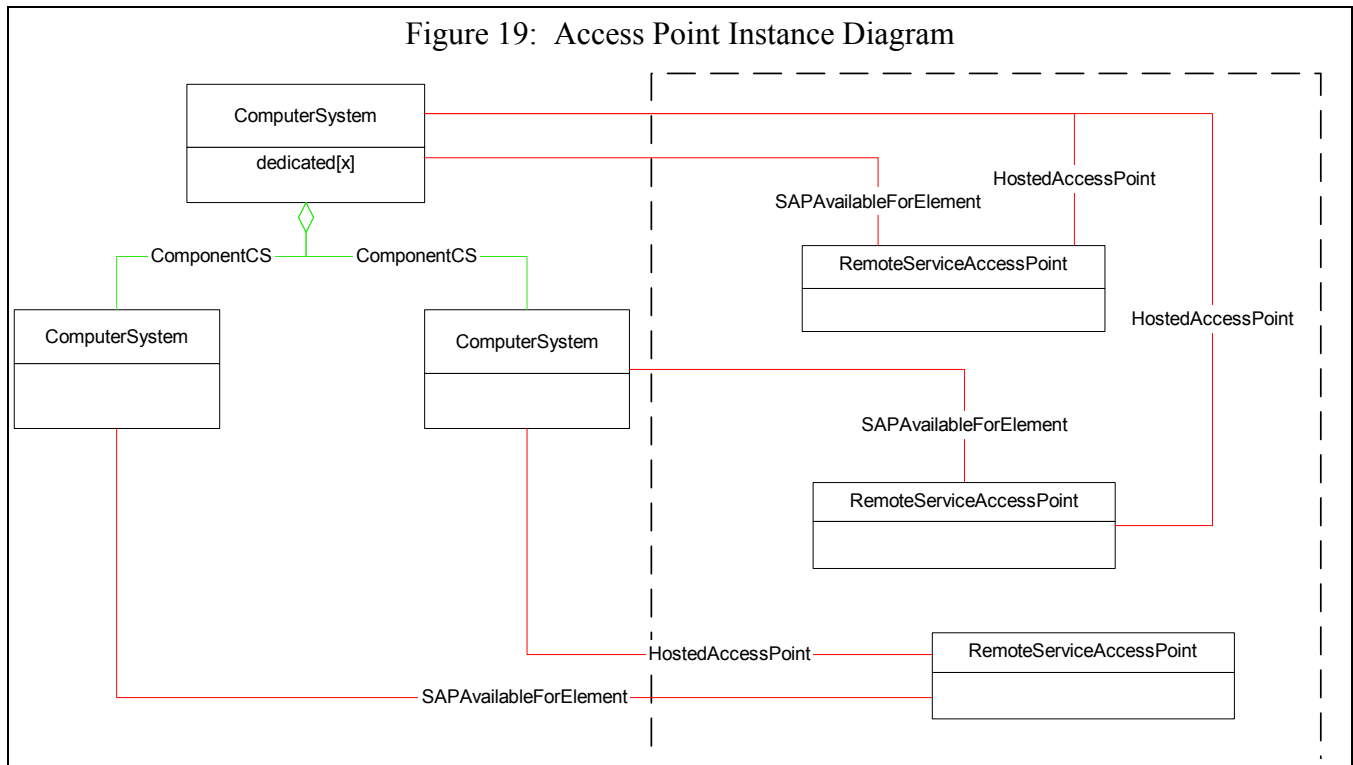 Figure 19: Access Point Instance Diagram
ComputerSystem
dedicated[x]
HostedAccessPoint
SAPAvailableForElement
ComponentCS
ComponentCS
RemoteServiceAccessPoint
HostedAccessPoint
ComputerSystem
ComputerSystem
SAPAvailableForElement
RemoteServiceAccessPoint
HostedAccessPoint
RemoteServiceAccessPoint
SAPAvailableForElement